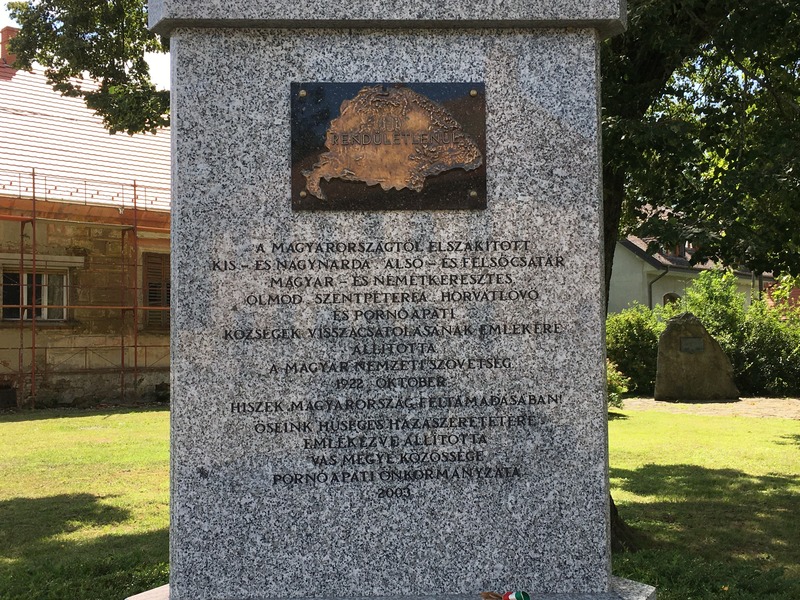 RENDÜLETLENÜL
A MAGYARORSZÁGTÓL ELSZAKÍTOTT
KIS – ÉS NAGYNARDA ALSÓ – ÉS FELSŐCSATÁR
MAGYAR – ÉS NÉMETKERESZTES
ÓLMOD SZENTPÉTERFA HORVÁTLÖVŐ
ÉS PORNÓAPÁTI
KÖZSÉGEK VISSZACSATOLÁSÁNAK EMLÉKÉRE
ÁLLÍTOTTA
A MAGYAR NEMZETI SZÖVETSÉG
1922 OKTÓBER
HISZEK MAGYARORSZÁG FELTÁMADÁSÁBAN!
ŐSEINK HŰSÉGES HAZASZERETETÉRE
EMLÉKEZVE ÁLLÍTOTTA
VAS MEGYE KÖZÖSSÉGE
PORNÓAPÁTI ÖNKORMÁNYZATA
2003